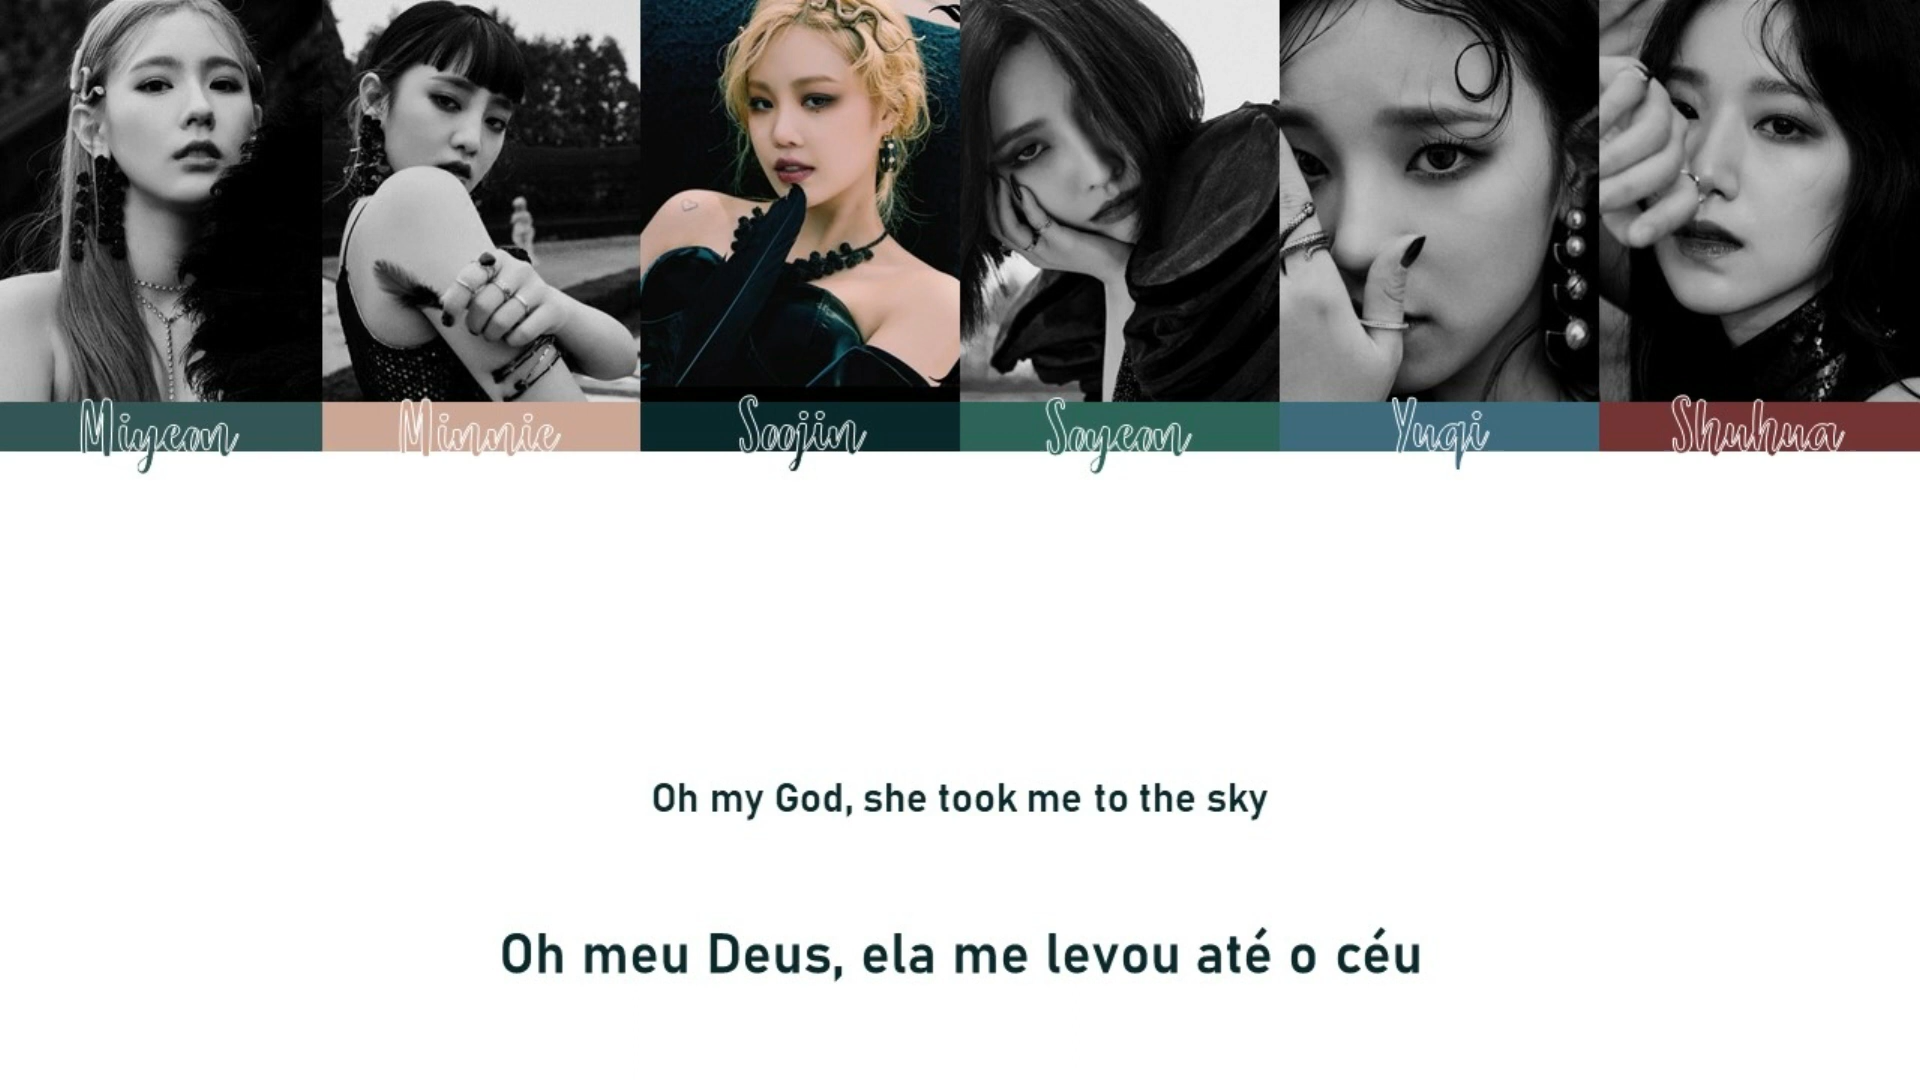 Miyeon Minnie Soojin Soyeon Yuqi Shuhua
Oh my God, she took me to the sky
Oh meu Deus, ela me levou até o céu